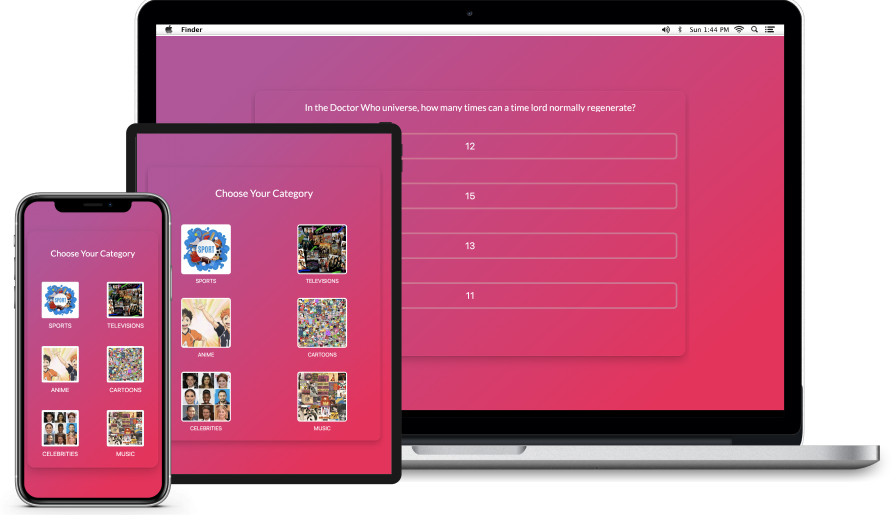 Finder
Sun 1:44 PM
In the Doctor Who universe, how many times can a time lord normally regenerate?
12
15
13
11
Choose Your Category
SPORT
SPORTS
TELEVISIONS
ANIME
CARTOONS
CELEBRITIES
MUSIC
Choose Your Category
SPORT
SPORTS
TELEVISIONS
ANIME
CARTOONS
CELEBRITIES
MUSIC